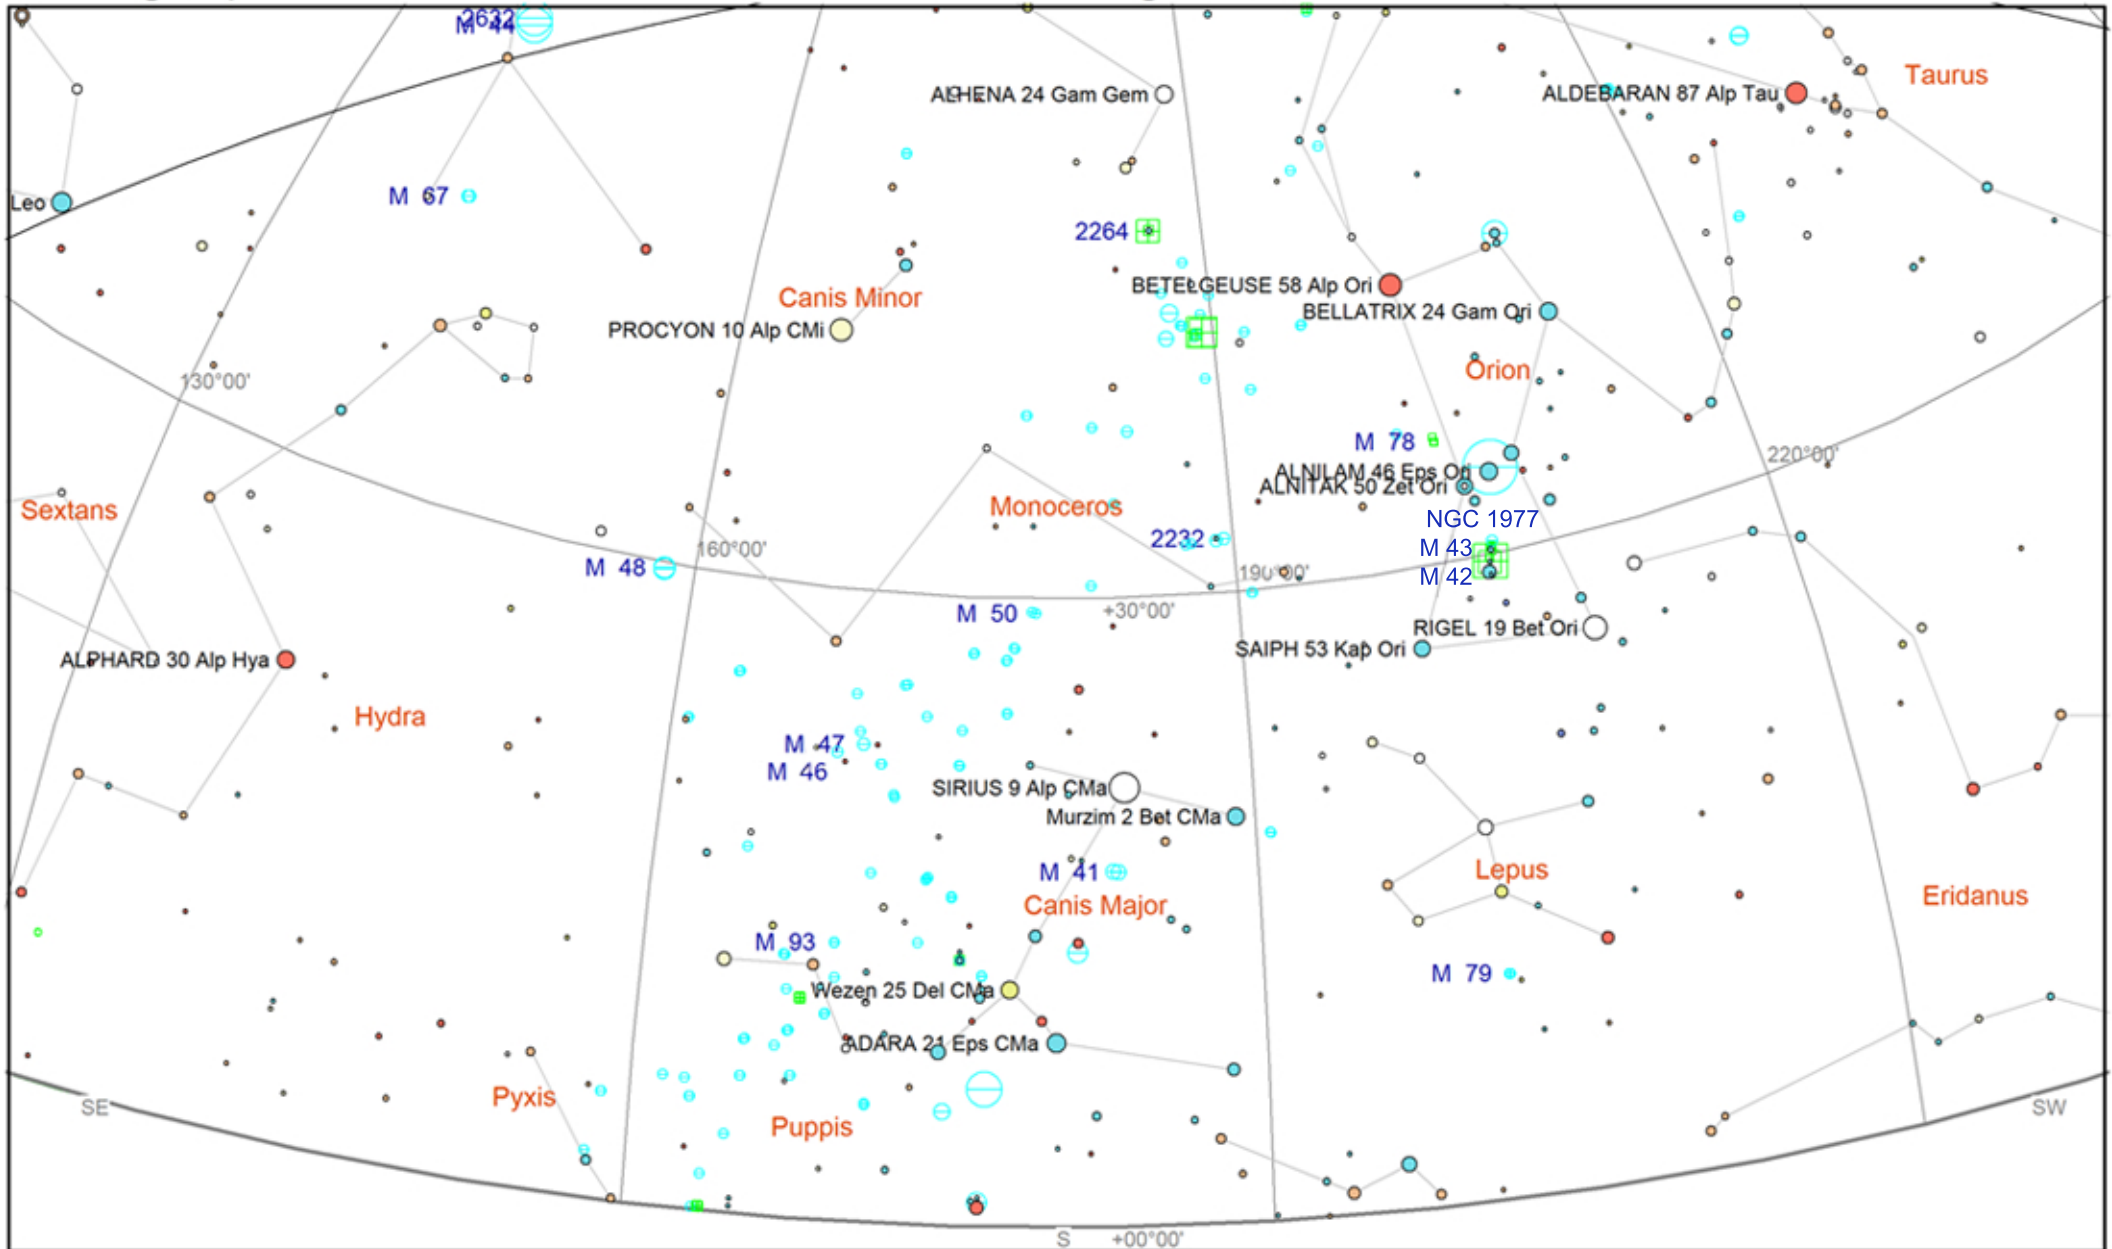 2632
M 44
ALHENA 24 Gam Gem
ALDEBARAN 87 Alp Tau
Taurus
M 67
Leo
2264
BETELGEUSE 58 Alp Ori
Canis Minor
BELLATRIX 24 Gam Ori
PROCYON 10 Alp CMi
Orion
130°00'
M 78
220°00'
ALNILAM 46 Eps Ori
ALNITAK 50 Zet Ori
Sextans
Monoceros
NGC 1977
2232
160°00'
M 43
M 48
190°00'
M 42
M 50
+30°00'
RIGEL 19 Bet Ori
SAIPH 53 Kap Ori
ALPHARD 30 Alp Hya
Hydra
M 47
M 46
SIRIUS 9 Alp CMa
Murzim 2 Bet CMa
M 41
Lepus
Eridanus
Canis Major
M 93
M 79
Wezen 25 Del CMa
ADARA 21 Eps CMa
Pyxis
SE
SW
Puppis
S
+00°00'